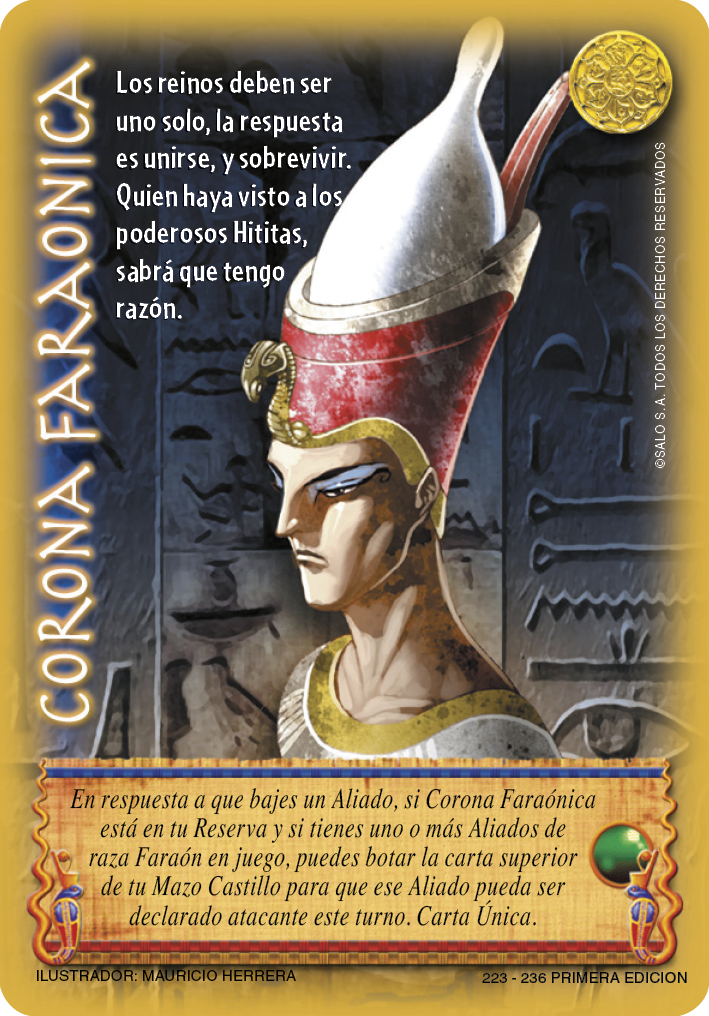 CORONA FARAONICA
Los reinos deben ser
uno solo, la respuesta
es unirse, y sobrevivir.
Quien haya visto a los
poderosos Hititas,
sabrá que tengo
razón.
©SALO S.A. TODOS LOS DERECHOS RESERVADOS
En respuesta a que bajes un Aliado, si Corona Faraónica
está en tu Reserva y si tienes uno o más Aliados de
raza Faraón en juego, puedes botar la carta superior
de tu Mazo Castillo para que ese Aliado pueda ser
declarado atacante este turno. Carta Única.
ILUSTRADOR: MAURICIO HERRERA
223 - 236 PRIMERA EDICION